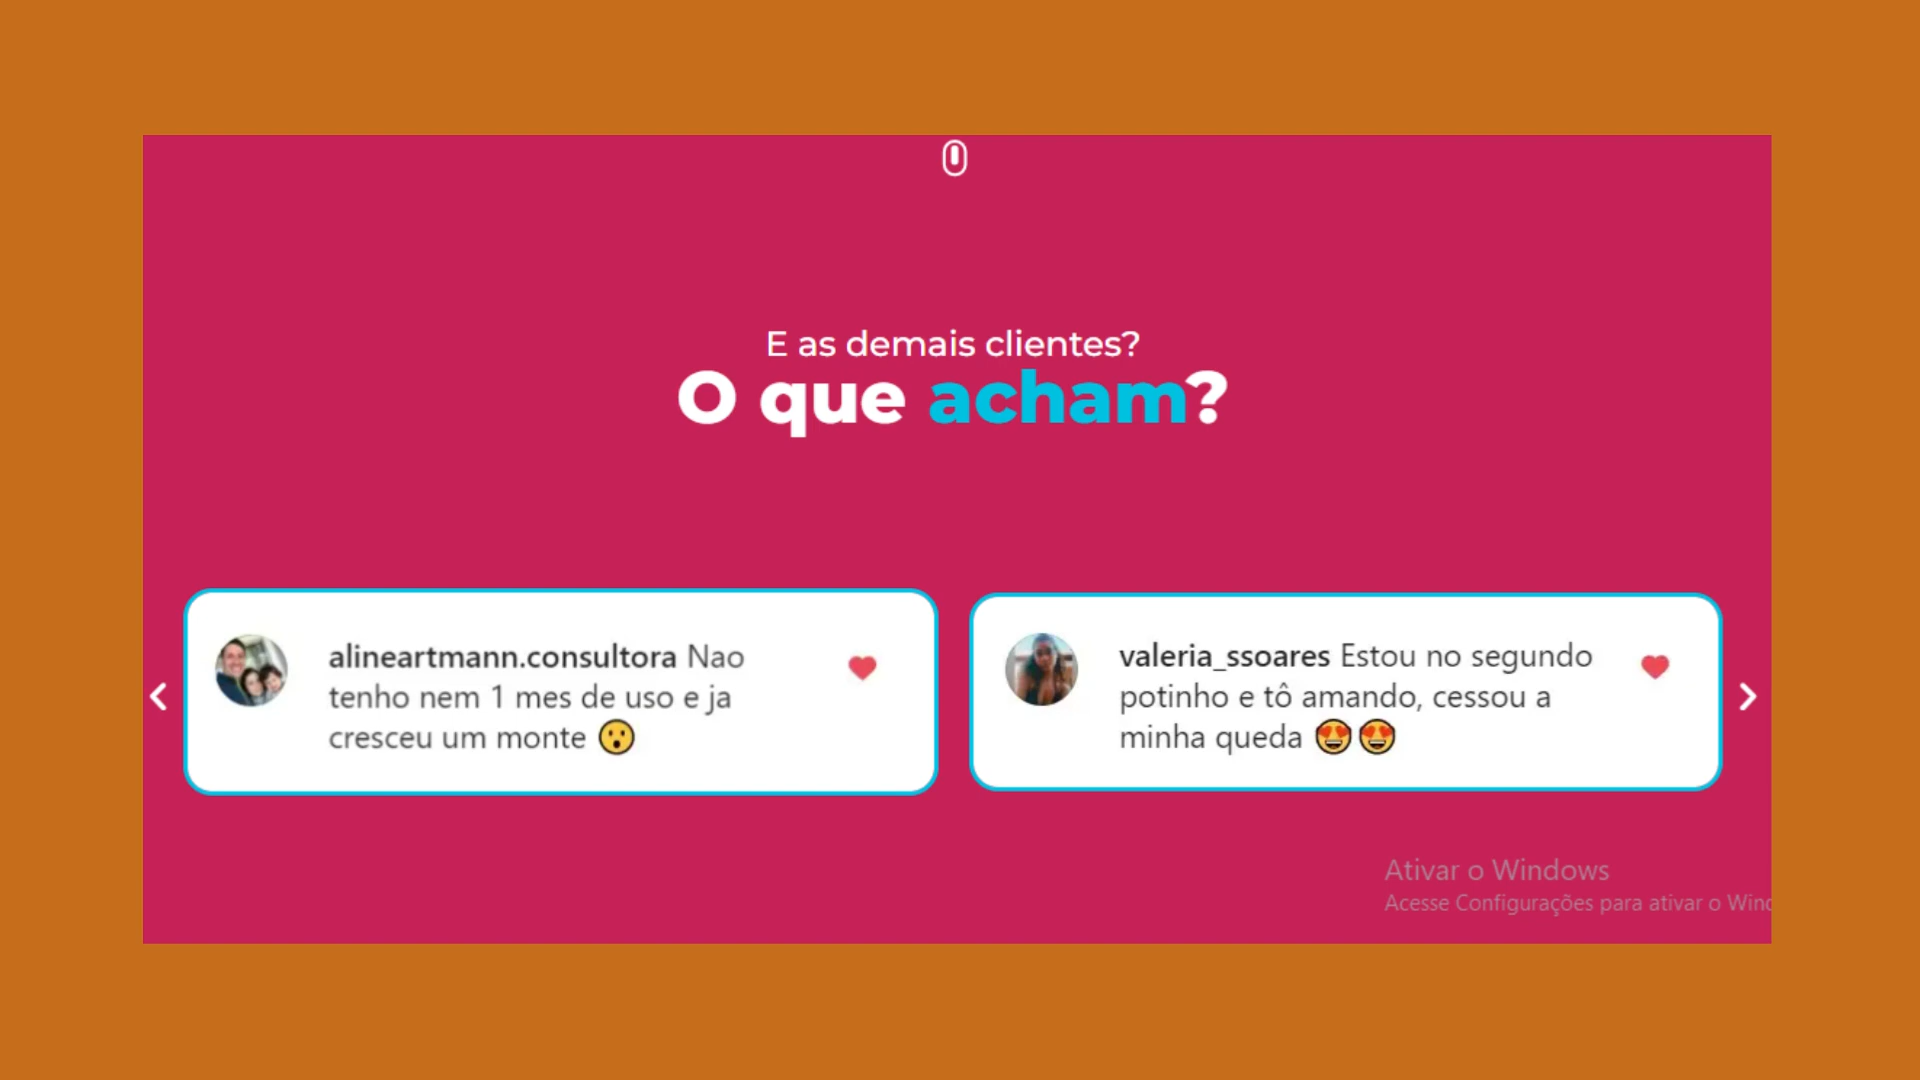 E as demais clientes?
O que acham?
alineartmann.consultora Nao
tenho nem 1 mes de uso e ja
cresceu um monte 😮
valeria_ssoares Estou no segundo
potinho e tô amando, cessou a
minha queda 😍😍
Ativar o Windows
Acesse Configurações para ativar o Wind